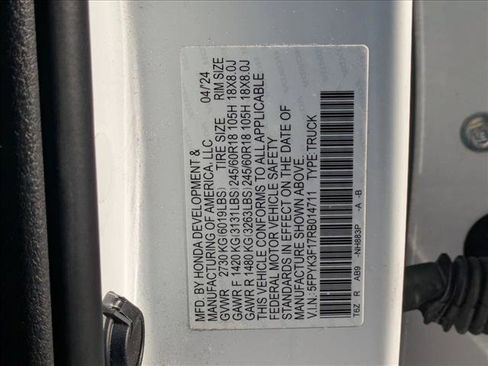 MFD. BY HONDA DEVELOPMENT &
MANUFACTURING OF AMERICA, LLC 04/24
GVWR 2730 KG(6019LBS) TIRE SIZE RIM SIZE
GAWR F 1420 KG(3131LBS) 245/60R18 105H 18X8.0J
GAWR R 1480 KG(3263LBS) 245/60R18 105H 18X8.0J
THIS VEHICLE CONFORMS TO ALL APPLICABLE
FEDERAL MOTOR VEHICLE SAFETY
STANDARDS IN EFFECT ON THE DATE OF
MANUFACTURE SHOWN ABOVE.
V.I.N: 5FPYK3F17RB014711 TYPE:TRUCK
T6Z R AB9 -NH883P -A -B